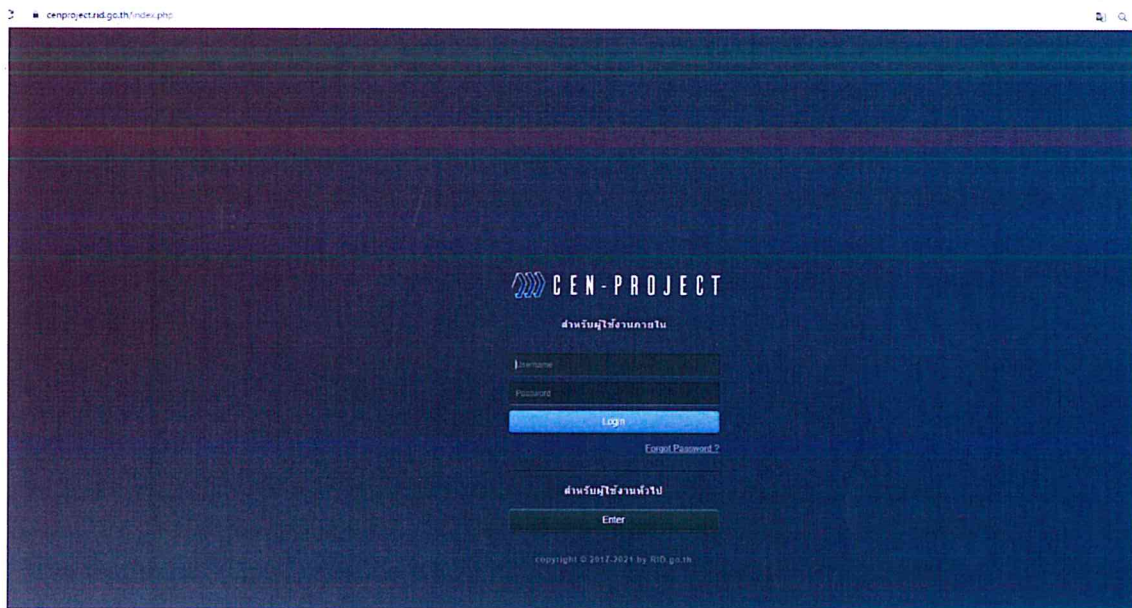 cenproject.rid.go.th/index.php
CEN-PROJECT
สำหรับผู้ใช้งานภายใน
Username
Password
Login
Forgot Password ?
สำหรับผู้ใช้งานทั่วไป
Enter
copyright © 2017-2021 by RID.go.th